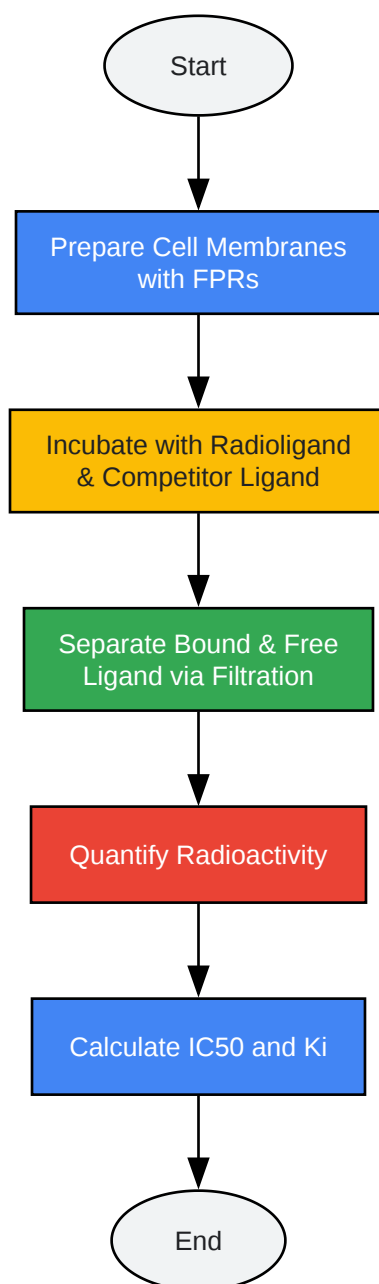 Start
Prepare Cell Membranes
with FPRs
Incubate with Radioligand
& Competitor Ligand
Separate Bound & Free
Ligand via Filtration
Quantify Radioactivity
Calculate IC50 and Ki
End